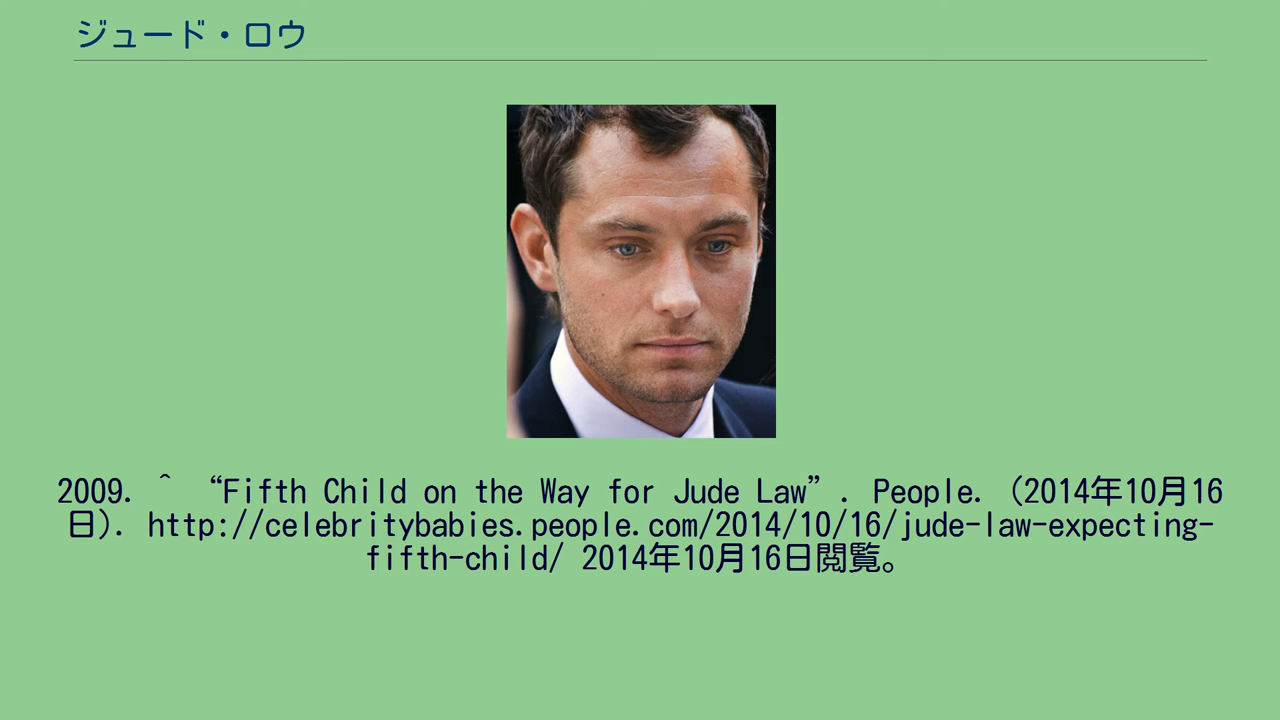 ジュード・ロウ
2009. ^ “Fifth Child on the Way for Jude Law”. People. (2014年10月16
日). http://celebritybabies.people.com/2014/10/16/jude-law-expecting-
fifth-child/ 2014年10月16日閲覧。